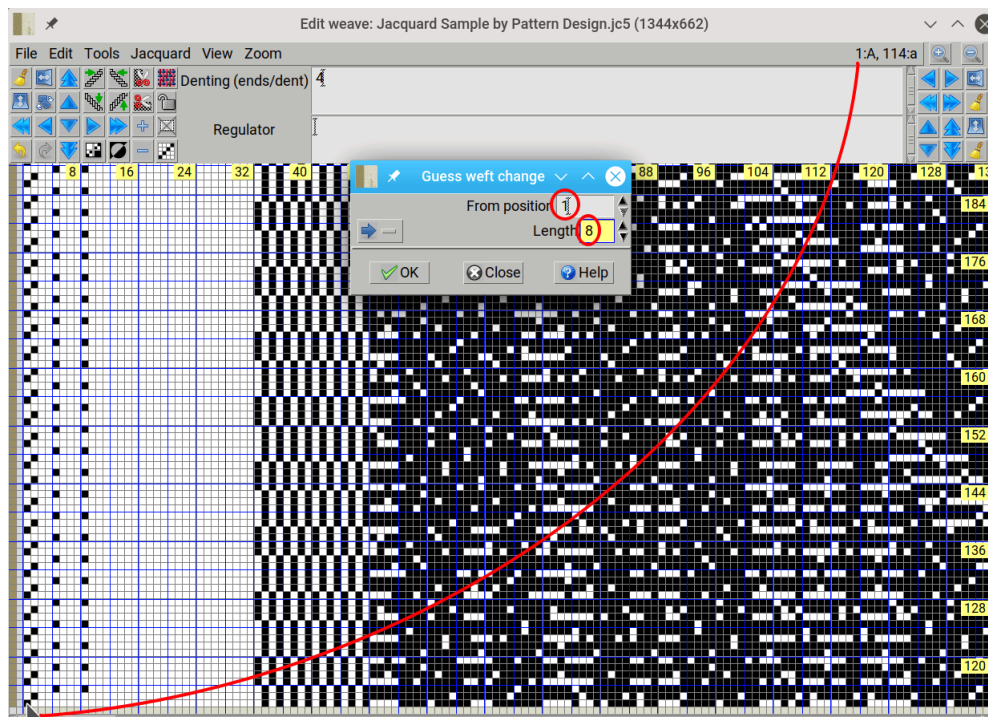 Edit weave: Jacquard Sample by Pattern Design.jc5 (1344x662)
File Edit Tools Jacquard View Zoom 1:A, 114:a
Denting (ends/dent) 4
Regulator
8 16 24 32 40 88 96 104 112 120 128 13
Guess weft change
184
From position 1
Length 8
176
OK Close Help
168
160
152
144
136
128
120